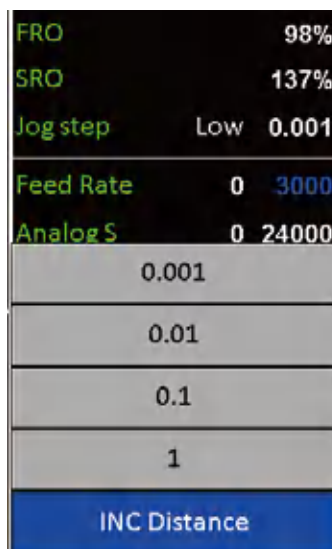 FRO 98%
SRO 137%
Jog step Low 0.001
Feed Rate 0 3000
Analog S 0 24000
0.001
0.01
0.1
1
INC Distance